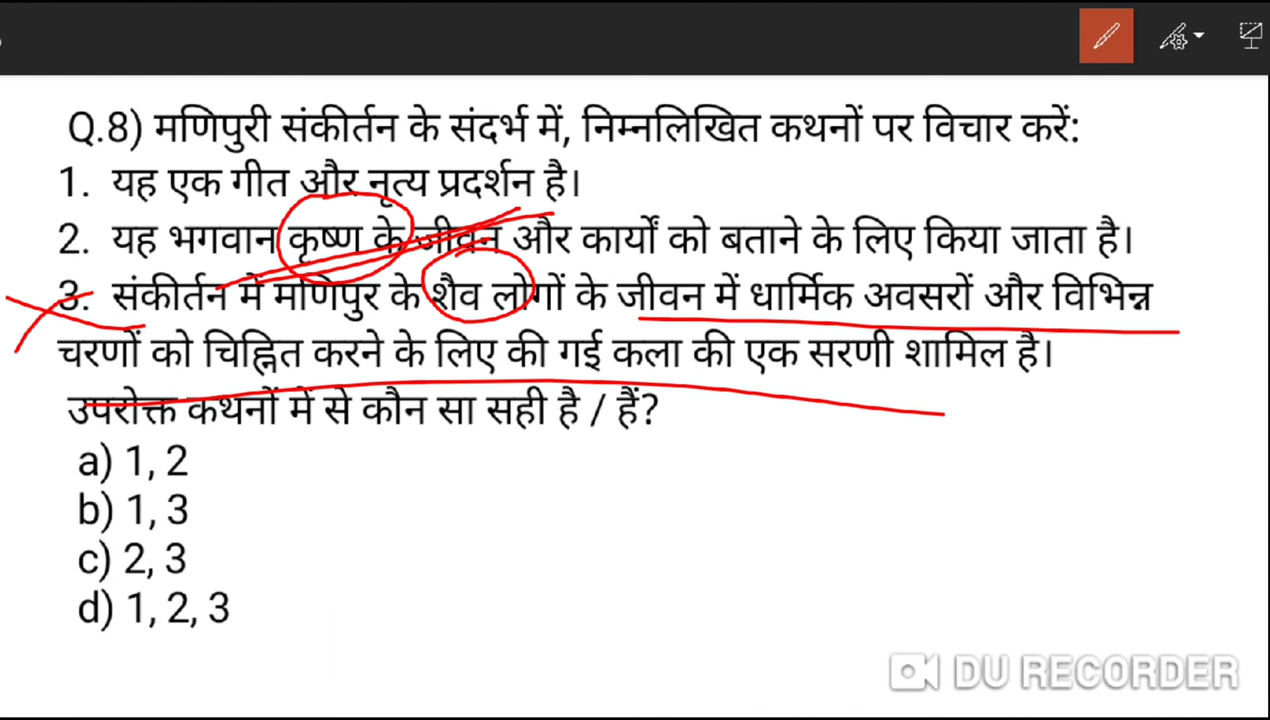 Q.8) मणिपुरी संकीर्तन के संदर्भ में, निम्नलिखित कथनों पर विचार करें:
1. यह एक गीत और नृत्य प्रदर्शन है।
2. यह भगवान कृष्ण के जीवन और कार्यों को बताने के लिए किया जाता है।
3. संकीर्तन में मणिपुर के शैव लोगों के जीवन में धार्मिक अवसरों और विभिन्न
चरणों को चिह्नित करने के लिए की गई कला की एक सरणी शामिल है।
उपरोक्त कथनों में से कौन सा सही है / हैं?
a) 1, 2
b) 1, 3
c) 2, 3
d) 1, 2, 3
DU RECORDER